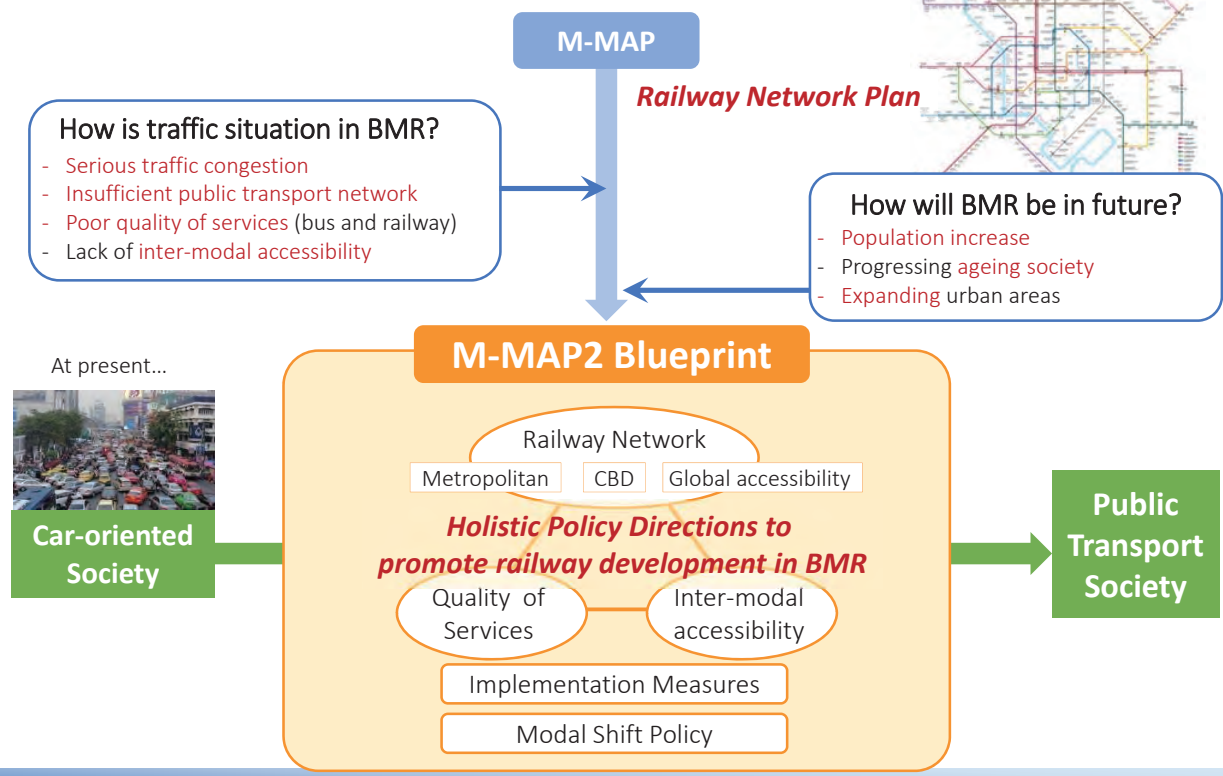 M-MAP
Railway Network Plan
How is traffic situation in BMR?
- Serious traffic congestion
- Insufficient public transport network
- Poor quality of services (bus and railway)
- Lack of inter-modal accessibility
How will BMR be in future?
- Population increase
- Progressing ageing society
- Expanding urban areas
M-MAP2 Blueprint
At present...
Car-oriented
Society
Railway Network
Metropolitan
CBD
Global accessibility
Holistic Policy Directions to
promote railway development in BMR
Quality of
Services
Inter-modal
accessibility
Implementation Measures
Modal Shift Policy
Public
Transport
Society